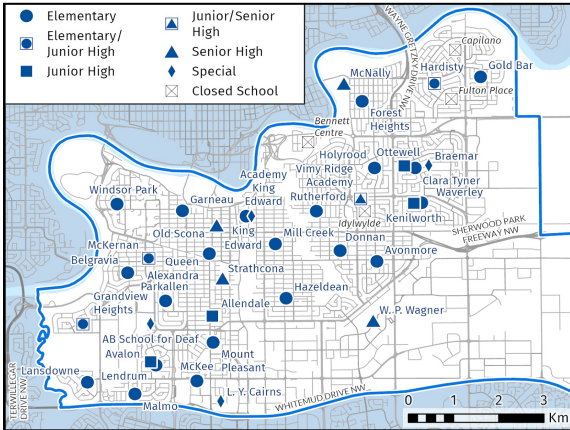 Elementary
Elementary/
Junior High
Junior High
Junior/Senior
High
Senior High
Special
Closed School
WAYNE GRETZKY DRIVE NW
Capilano
McNally
Hardisty
Gold Bar
Fulton Place
Forest
Heights
Bennett
Centre
Holyrood
Ottewell
Braemar
Academy
King
Edward
Vimy Ridge
Academy
Clara Tyner
Waverley
Windsor Park
Garneau
Rutherford
Kenilworth
Idylwylde
Old Scona
King
Edward
Mill Creek
Donnan
SHERWOOD PARK
FREEWAY NW
McKernan
Belgravia
Queen
Alexandra
Avonmore
Strathcona
Parkallen
Hazeldean
Grandview
Heights
Allendale
W. P. Wagner
AB School for Deaf
Avalon
Mount
Pleasant
Lansdowne
Lendrum
McKee
L. Y. Cairns
Malmo
WHITEMUD DRIVE NW
TERWILLEGAR
DRIVE NW
0 1 2 3
Km